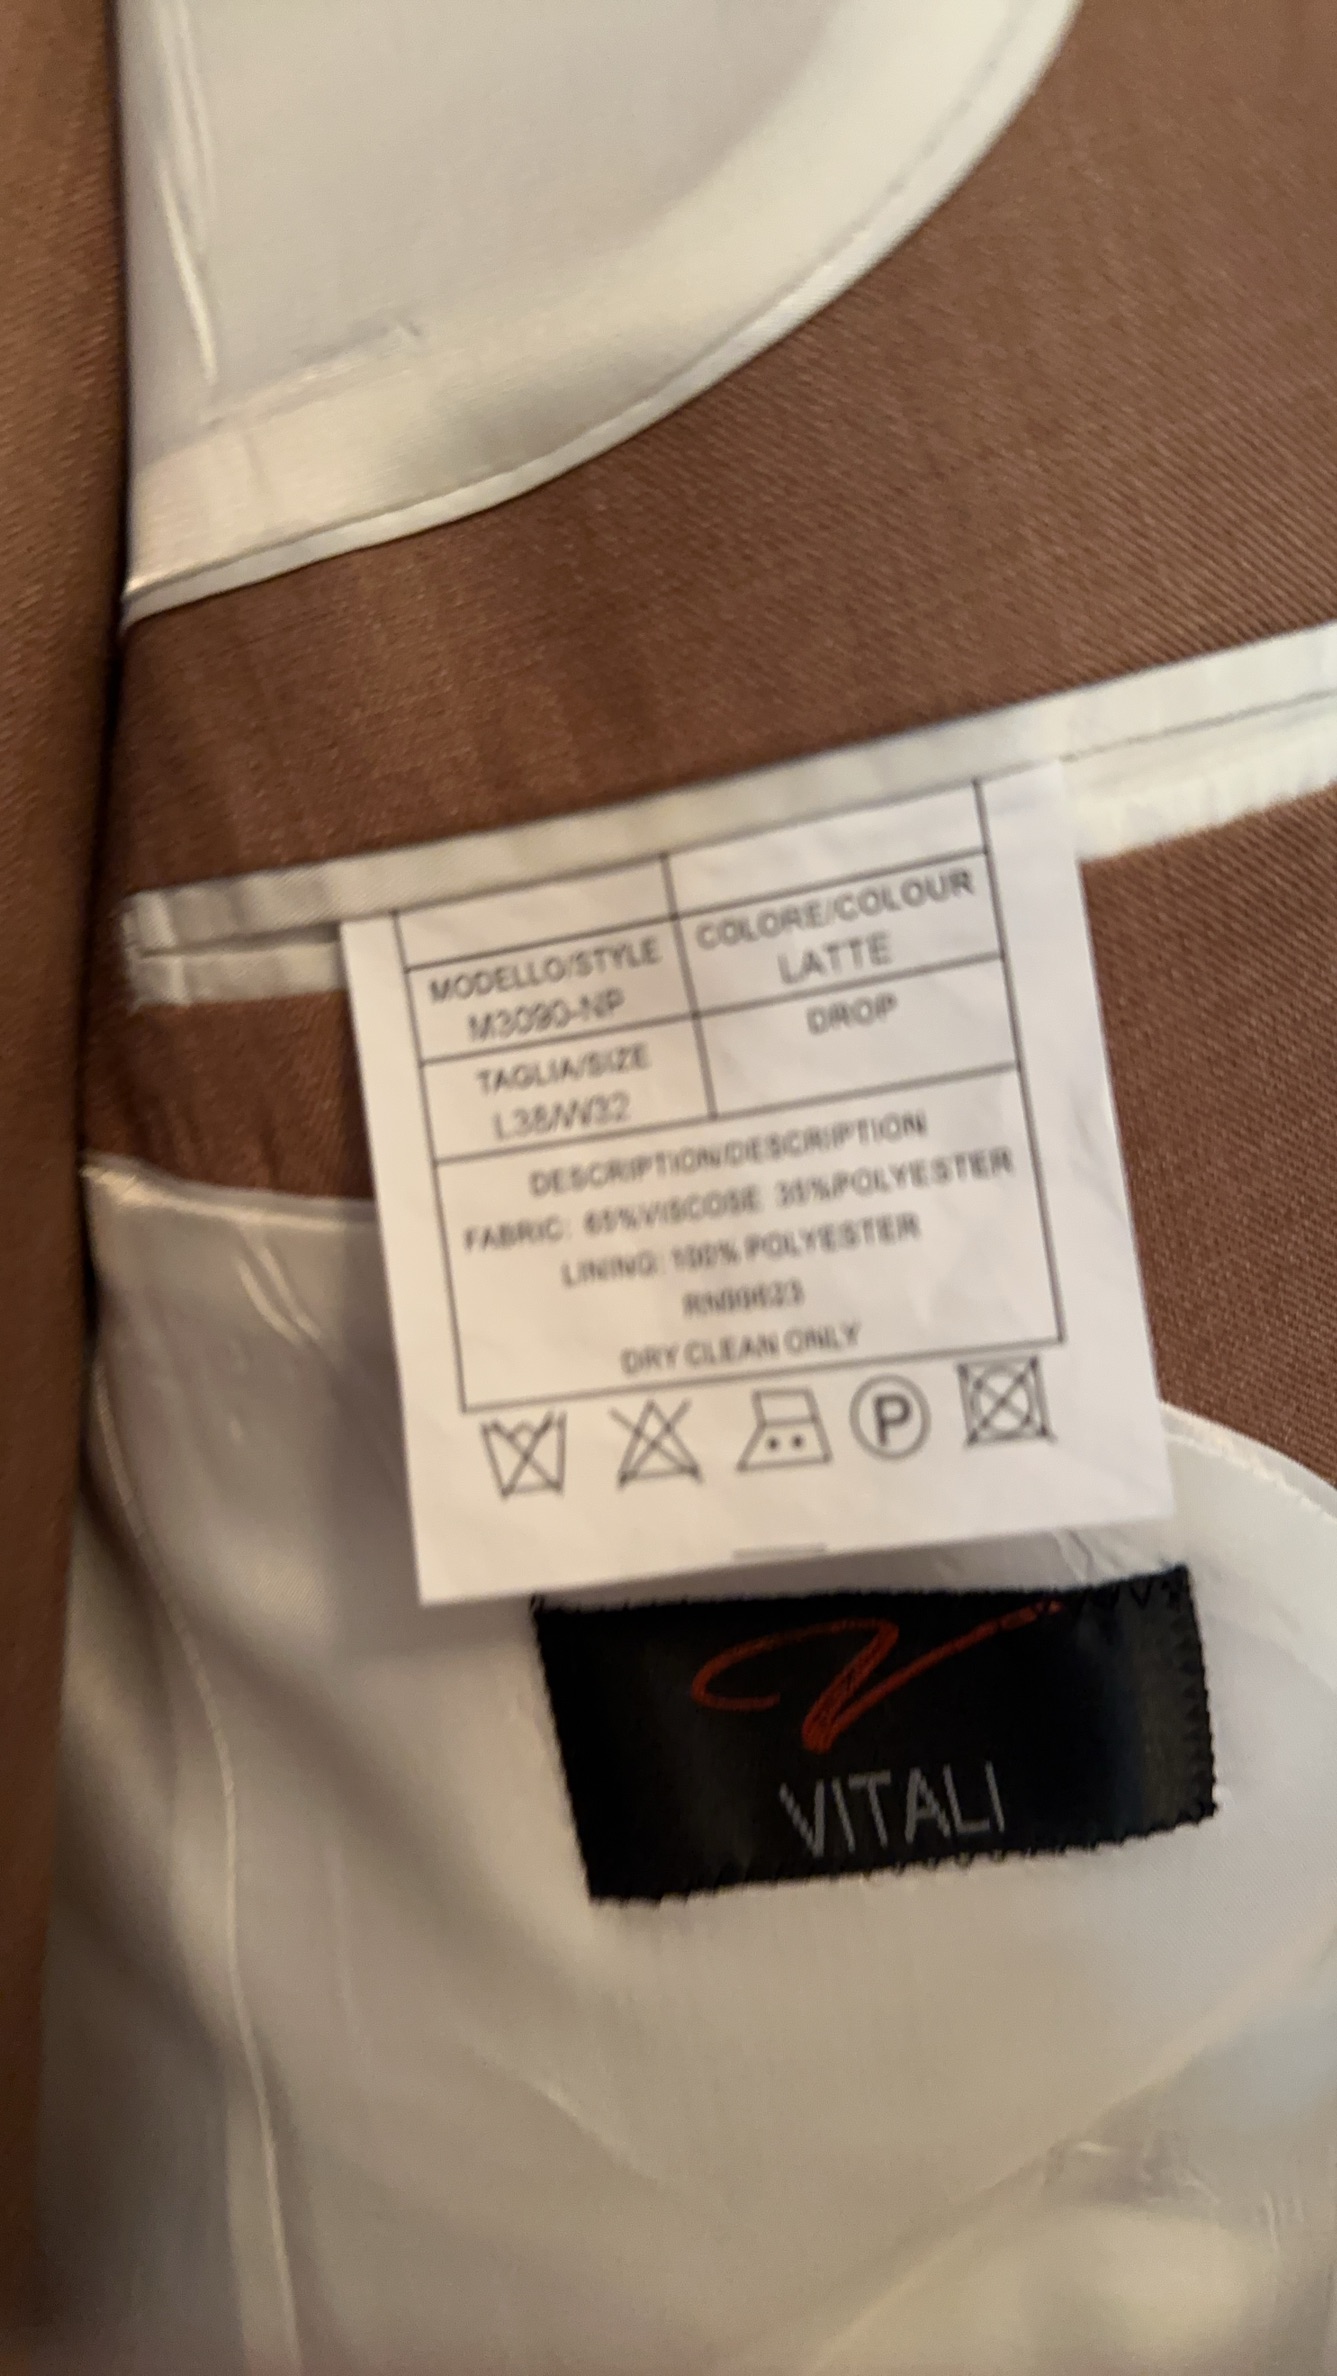 MODELLO/STYLE
M3090-NP
COLORE/COLOUR
LATTE
TAGLIA/SIZE
L38/W32
DROP
DESCRIPTION/DESCRIPTION
FABRIC: 65%VISCOSE 35%POLYESTER
LINING: 100% POLYESTER
DRY CLEAN ONLY
P
VITALI